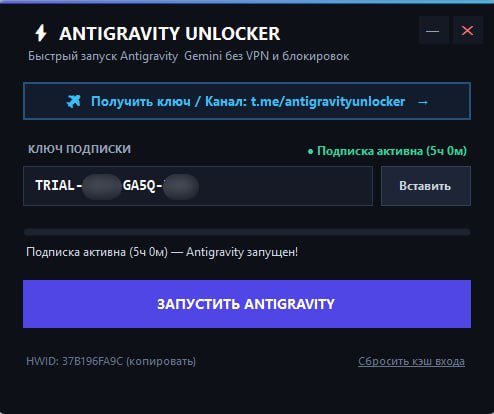 ANTIGRAVITY UNLOCKER
Быстрый запуск Antigravity Gemini без VPN и блокировок
Получить ключ / Канал: t.me/antigravityunlocker →
КЛЮЧ ПОДПИСКИ
● Подписка активна (5ч 0м)
TRIAL- GA5Q-
Вставить
Подписка активна (5ч 0м) — Antigravity запущен!
ЗАПУСТИТЬ ANTIGRAVITY
HWID: 37B196FA9C (копировать)
Сбросить кэш входа